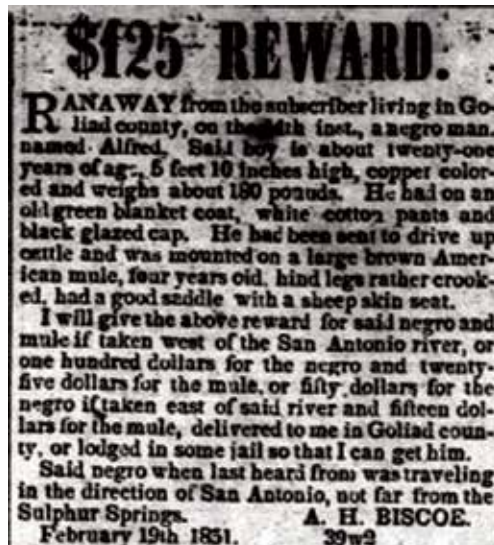 $125 REWARD.
RANAWAY from the subscriber living in Go-
liad county, on the inst., a negro man,
named Alfred. Said boy is about twenty-one
years of age, 5 feet 10 inches high, copper color-
ed and weighs about 180 pounds. He had on an
old green blanket coat, white cotton pants and
black glazed cap. He had been sent to drive up
cattle and was mounted on a large brown Amer-
ican mule, four years old, hind legs rather crook-
ed, had a good saddle with a sheep skin seat.
I will give the above reward for said negro and
mule if taken west of the San Antonio river, or
one hundred dollars for the negro and twenty-
five dollars for the mule, or fifty dollars for the
negro if taken east of said river and fifteen dol-
lars for the mule, delivered to me in Goliad coun-
ty, or lodged in some jail so that I can get him.
Said negro when last heard from was traveling
in the direction of San Antonio, not far from the
Sulphur Springs. A. H. BISCOE.
February 19th 1851. 39w2